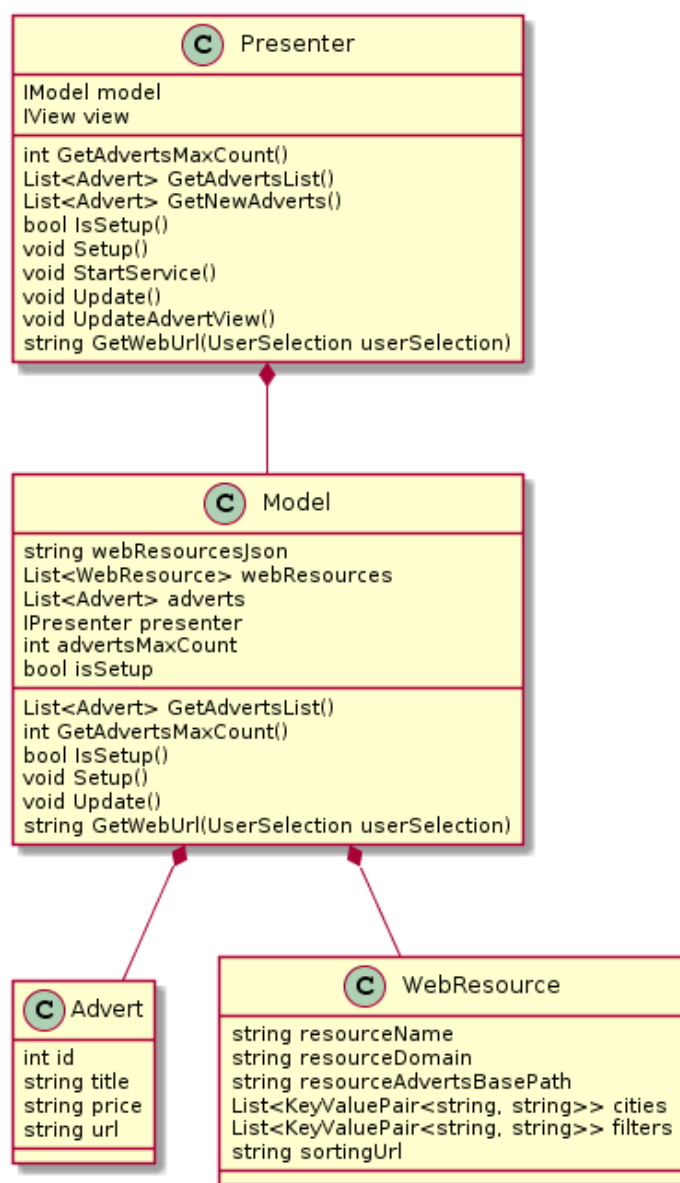 C Presenter
IModel model
IView view
int GetAdvertsMaxCount()
List<Advert> GetAdvertsList()
List<Advert> GetNewAdverts()
bool IsSetup()
void Setup()
void StartService()
void Update()
void UpdateAdvertView()
string GetWebUrl(UserSelection userSelection)
C Model
string webResourcesJson
List<WebResource> webResources
List<Advert> adverts
IPresenter presenter
int advertsMaxCount
bool isSetup
List<Advert> GetAdvertsList()
int GetAdvertsMaxCount()
bool IsSetup()
void Setup()
void Update()
string GetWebUrl(UserSelection userSelection)
C Advert
int id
string title
string price
string url
C WebResource
string resourceName
string resourceDomain
string resourceAdvertsBasePath
List<KeyValuePair<string, string>> cities
List<KeyValuePair<string, string>> filters
string sortingUrl